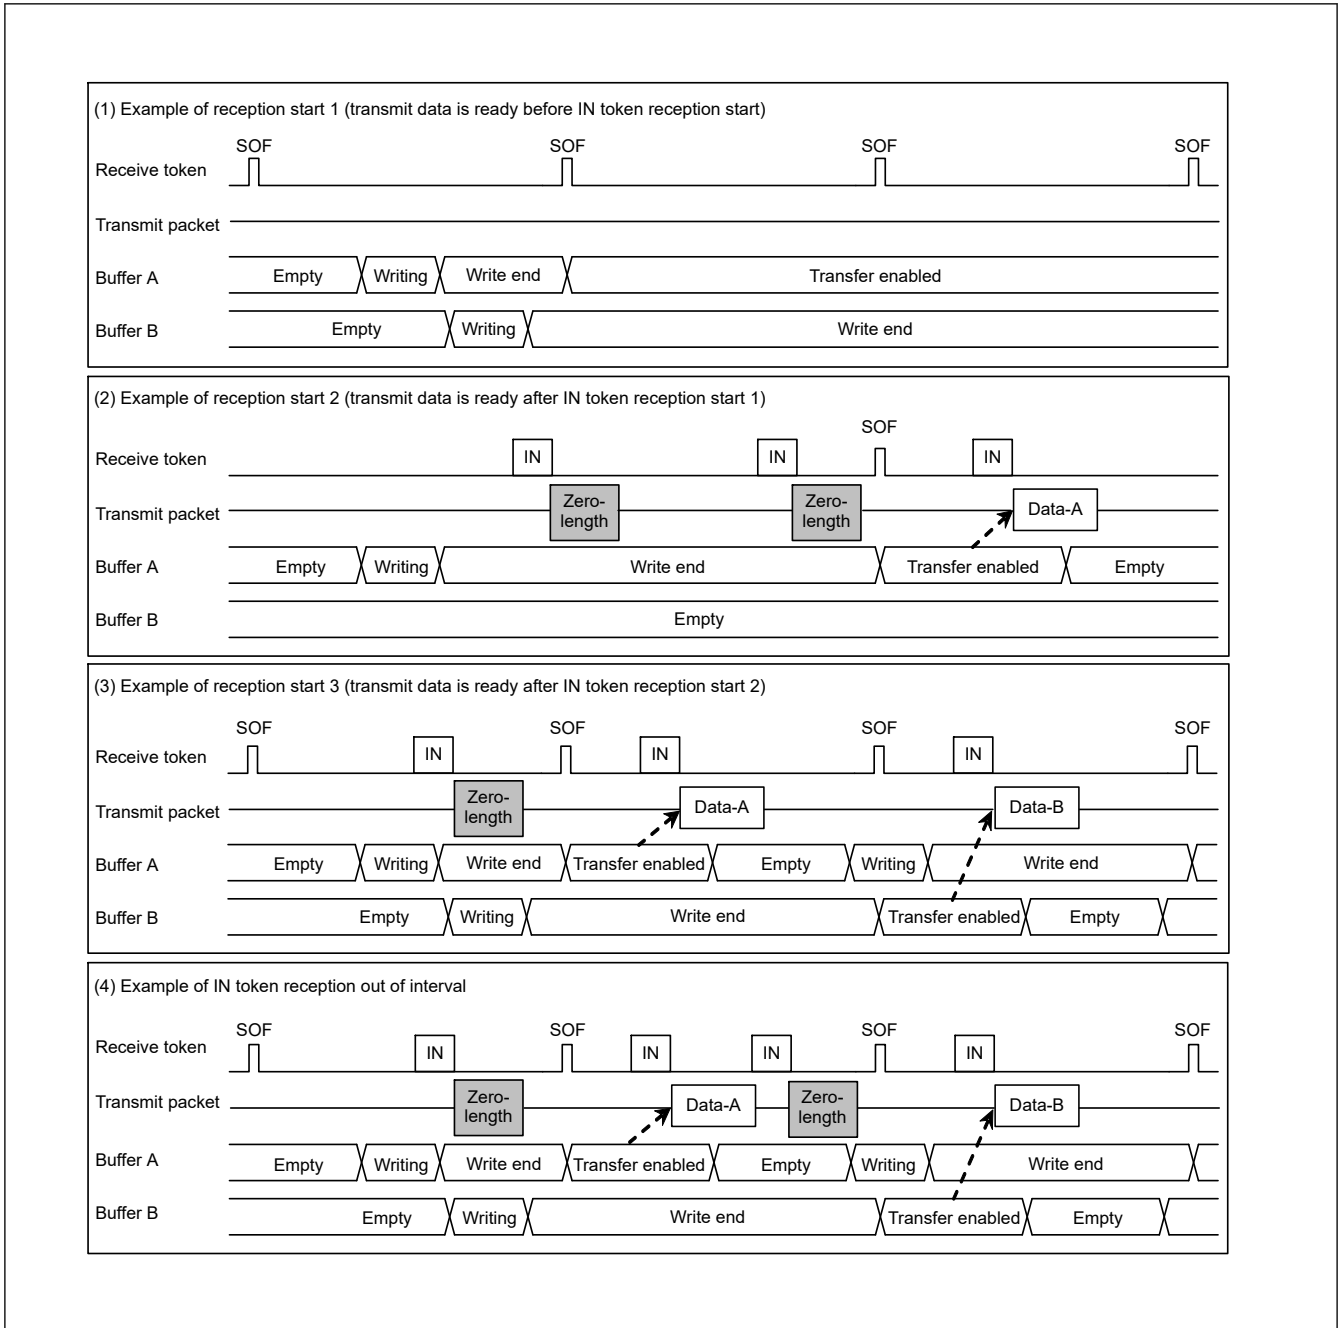 (1) Example of reception start 1 (transmit data is ready before IN token reception start)
SOF SOF SOF SOF
Receive token
Transmit packet
Buffer A Empty Writing Write end Transfer enabled
Buffer B Empty Writing Write end
(2) Example of reception start 2 (transmit data is ready after IN token reception start 1)
SOF
Receive token IN IN IN
Transmit packet Zero-
length Zero-
length Data-A
Buffer A Empty Writing Write end Transfer enabled Empty
Buffer B Empty
(3) Example of reception start 3 (transmit data is ready after IN token reception start 2)
SOF SOF SOF SOF
Receive token IN IN IN
Transmit packet Zero-
length Data-A Data-B
Buffer A Empty Writing Write end Transfer enabled Empty Writing Write end
Buffer B Empty Writing Write end Transfer enabled Empty
(4) Example of IN token reception out of interval
SOF SOF SOF SOF
Receive token IN IN IN IN
Transmit packet Zero-
length Data-A Zero-
length Data-B
Buffer A Empty Writing Write end Transfer enabled Empty Writing Write end
Buffer B Empty Writing Write end Transfer enabled Empty